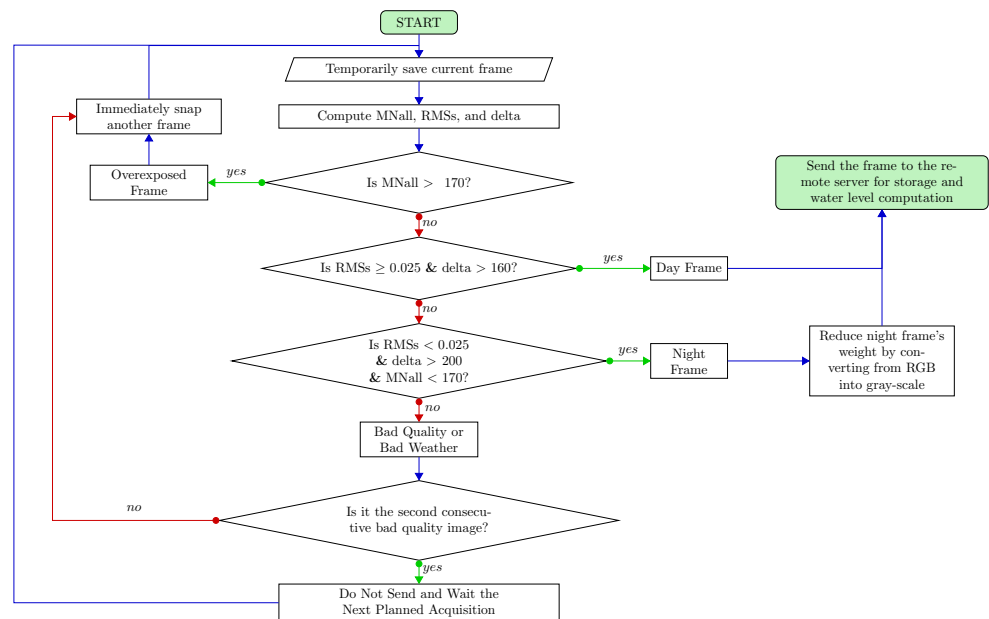 START
Temporarily save current frame
Immediately snap
another frame
Compute MNall, RMSs, and delta
Overexposed
Frame
yes
Is MNall > 170?
Send the frame to the re-
mote server for storage and
water level computation
no
Is RMSs ≥ 0.025 & delta > 160?
yes
Day Frame
no
Is RMSs < 0.025
& delta > 200
& MNall < 170?
yes
Night
Frame
Reduce night frame's
weight by con-
verting from RGB
into gray-scale
no
Bad Quality or
Bad Weather
no
Is it the second consecu-
tive bad quality image?
yes
Do Not Send and Wait the
Next Planned Acquisition